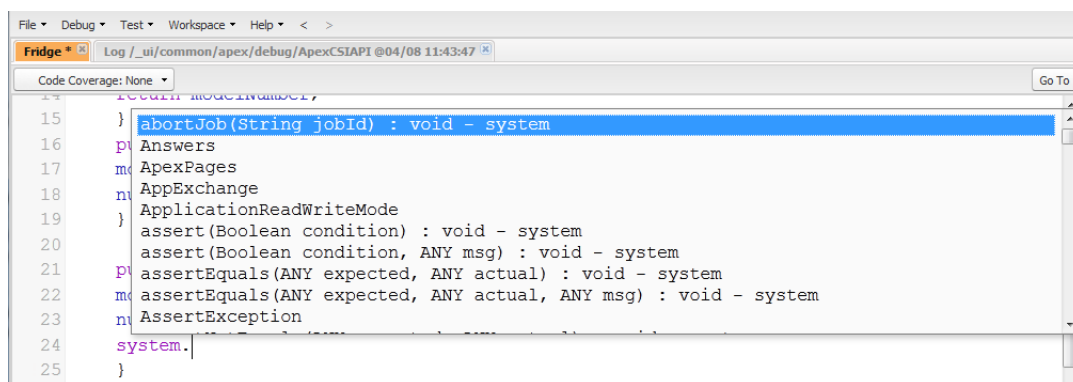 File Debug Test Workspace Help < >
Fridge * Log /_ui/common/apex/debug/ApexCSIAPI @04/08 11:43:47
Code Coverage: None Go To
14 return modelNumber;
15 } abortJob(String jobId) : void – system
16 pu Answers
17 mo ApexPages
18 nu AppExchange
ApplicationReadWriteMode
19 } assert(Boolean condition) : void – system
20 assert(Boolean condition, ANY msg) : void – system
21 pu assertEquals(ANY expected, ANY actual) : void – system
22 mo assertEquals(ANY expected, ANY actual, ANY msg) : void – system
23 nu AssertException
24 system.
25 }